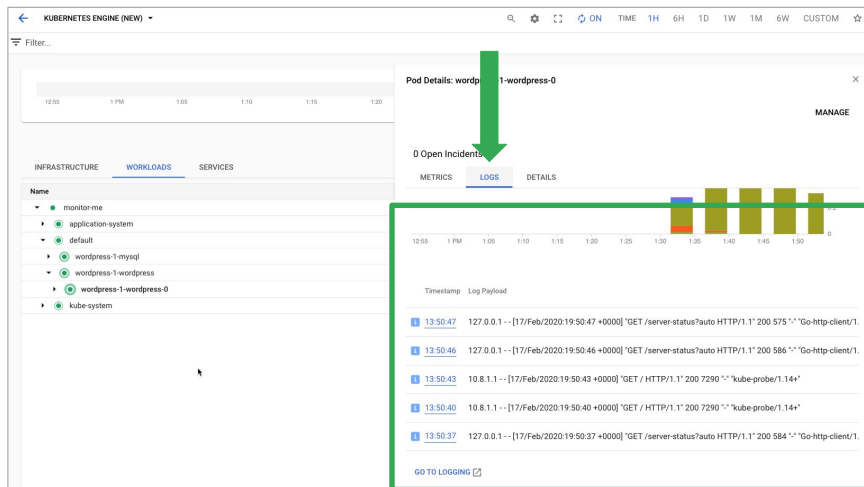 KUBERNETES ENGINE (NEW)
ON TIME 1H 6H 1D 1W 1M 6W CUSTOM
Filter...
12:55 1 PM 1:05 1:10 1:15 1:20
INFRASTRUCTURE WORKLOADS SERVICES
Name
monitor-me
application-system
default
wordpress-1-mysql
wordpress-1-wordpress
wordpress-1-wordpress-0
kube-system
Pod Details: -1-wordpress-0
MANAGE
0 Open Incidents
METRICS LOGS DETAILS
0
12:55 1 PM 1:05 1:10 1:15 1:20 1:25 1:30 1:35 1:40 1:45 1:50
Timestamp Log Payload
13:50:47 127.0.0.1 - - [17/Feb/2020:19:50:47 +0000] "GET /server-status?auto HTTP/1.1" 200 575 "-" "Go-http-client/1.
13:50:46 127.0.0.1 - - [17/Feb/2020:19:50:46 +0000] "GET /server-status?auto HTTP/1.1" 200 586 "-" "Go-http-client/1.
13:50:43 10.8.1.1 - - [17/Feb/2020:19:50:43 +0000] "GET / HTTP/1.1" 200 7290 "-" "kube-probe/1.14+"
13:50:40 10.8.1.1 - - [17/Feb/2020:19:50:40 +0000] "GET / HTTP/1.1" 200 7290 "-" "kube-probe/1.14+"
13:50:37 127.0.0.1 - - [17/Feb/2020:19:50:37 +0000] "GET /server-status?auto HTTP/1.1" 200 584 "-" "Go-http-client/1.
GO TO LOGGING